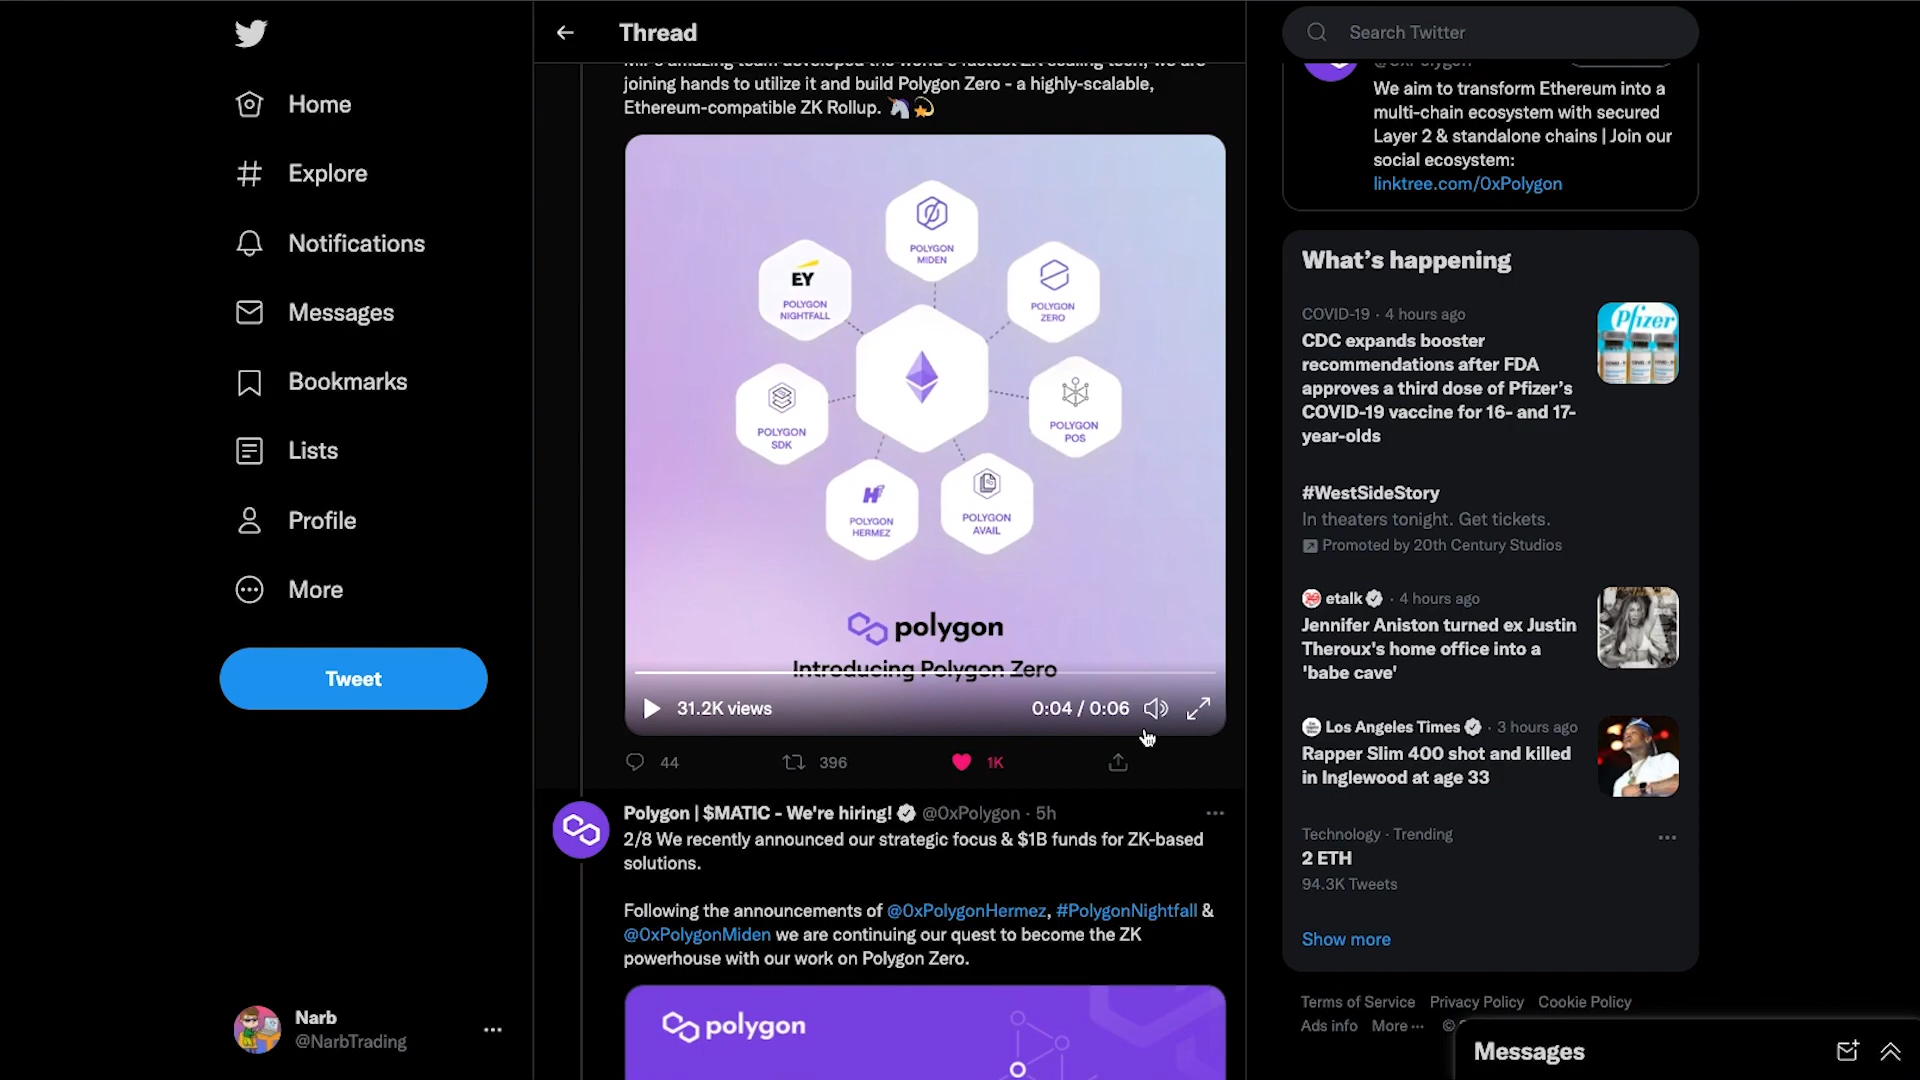 Home
Explore
Notifications
Messages
Bookmarks
Lists
Profile
More
Tweet
Narb
@NarbTrading
Thread
joining hands to utilize it and build Polygon Zero - a highly-scalable,
Ethereum-compatible ZK Rollup.
POLYGON
MIDEN
EY
POLYGON
NIGHTFALL
POLYGON
ZERO
POLYGON
SDK
POLYGON
POS
POLYGON
HERMEZ
POLYGON
AVAIL
polygon
Introducing Polygon Zero
31.2K views
0:04 / 0:06
44
396
1K
Polygon | $MATIC - We're hiring! @0xPolygon · 5h
2/8 We recently announced our strategic focus & $1B funds for ZK-based
solutions.
Following the announcements of @0xPolygonHermez, #PolygonNightfall &
@0xPolygonMiden we are continuing our quest to become the ZK
powerhouse with our work on Polygon Zero.
polygon
Search Twitter
@0xPolygon
We aim to transform Ethereum into a
multi-chain ecosystem with secured
Layer 2 & standalone chains | Join our
social ecosystem:
linktree.com/0xPolygon
What's happening
COVID-19 · 4 hours ago
CDC expands booster
recommendations after FDA
approves a third dose of Pfizer's
COVID-19 vaccine for 16- and 17-
year-olds
Pfizer
#WestSideStory
In theaters tonight. Get tickets.
Promoted by 20th Century Studios
etalk · 4 hours ago
Jennifer Aniston turned ex Justin
Theroux's home office into a
'babe cave'
Los Angeles Times · 3 hours ago
Rapper Slim 400 shot and killed
in Inglewood at age 33
Technology · Trending
2 ETH
94.3K Tweets
Show more
Terms of Service Privacy Policy Cookie Policy
Ads info More ··· ©
Messages